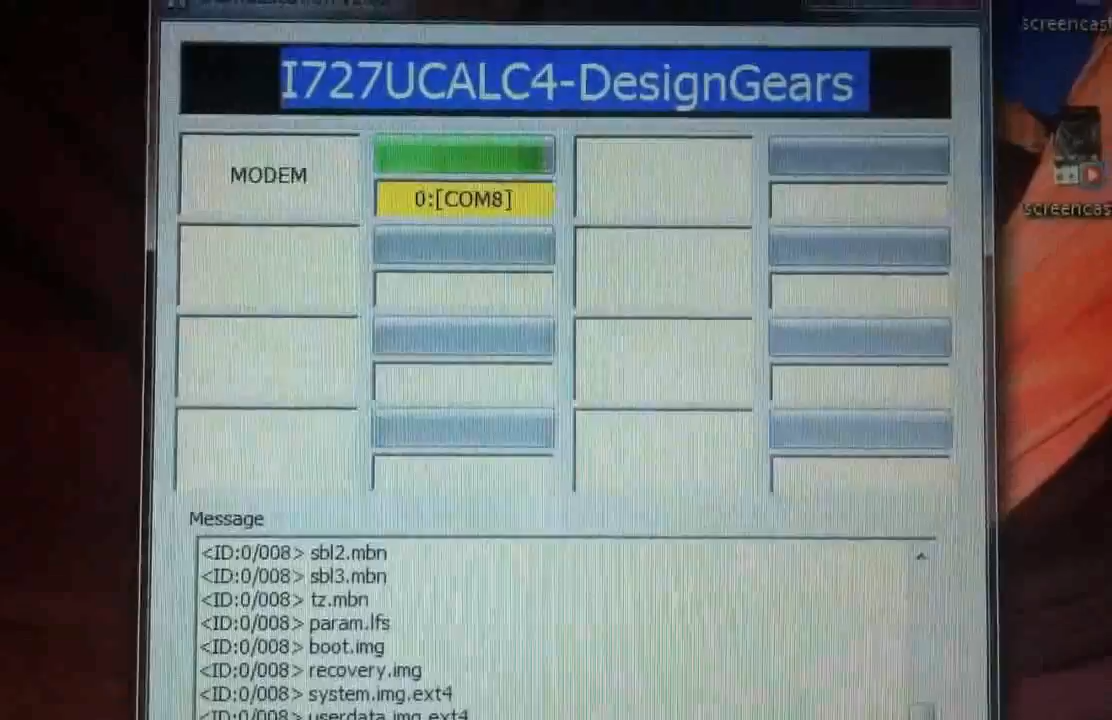 screencast
I727UCALC4-DesignGears
MODEM
0:[COM8]
screencast
Message
<ID:0/008> sbl2.mbn
<ID:0/008> sbl3.mbn
<ID:0/008> tz.mbn
<ID:0/008> param.lfs
<ID:0/008> boot.img
<ID:0/008> recovery.img
<ID:0/008> system.img.ext4
<ID:0/008> userdata.img.ext4